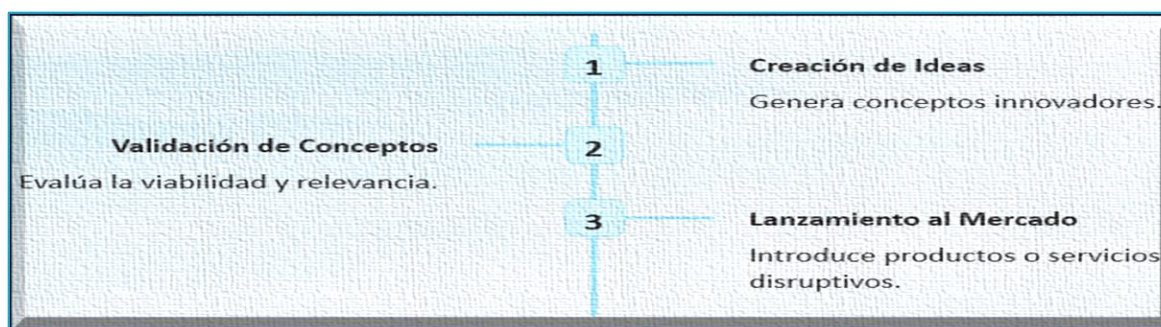 1
Creación de Ideas
Genera conceptos innovadores.
2
Validación de Conceptos
Evalúa la viabilidad y relevancia.
3
Lanzamiento al Mercado
Introduce productos o servicios
disruptivos.